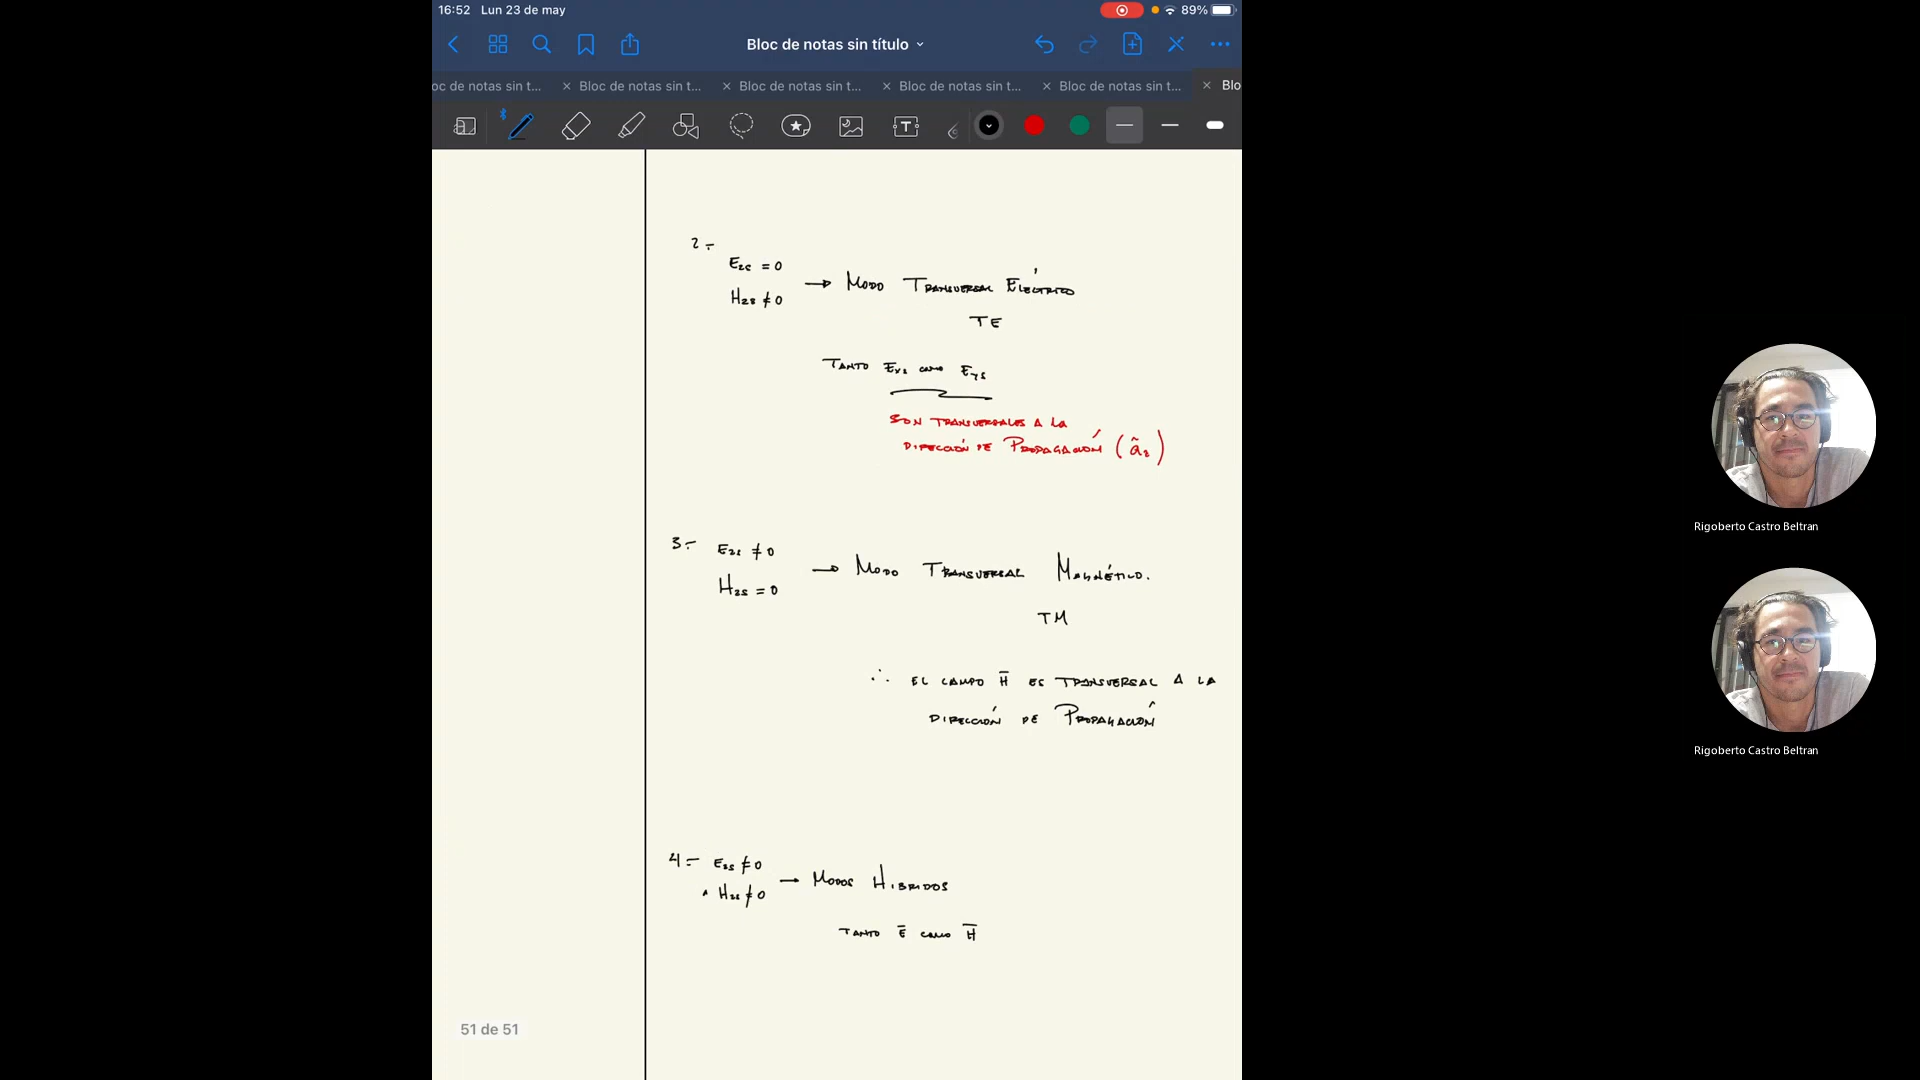 16:52 Lun 23 de may
89%
Bloc de notas sin título
oc de notas sin t...
Bloc de notas sin t...
Bloc de notas sin t...
Bloc de notas sin t...
Bloc de notas sin t...
Blo
2.-
Ezs = 0
Hzs ≠ 0 → Modo Transversal Eléctrico
TE
Tanto Exs como Eys
son transversales a la
dirección de Propagación (âz)
3.- Ezs ≠ 0
Hzs = 0 → Modo Transversal Magnético.
TM
∴ el campo H̄ es transversal a la
dirección de Propagación
4.- Ezs ≠ 0
∧ Hzs ≠ 0 → Modos Hibridos
tanto Ē como H̄
51 de 51
Rigoberto Castro Beltran
Rigoberto Castro Beltran